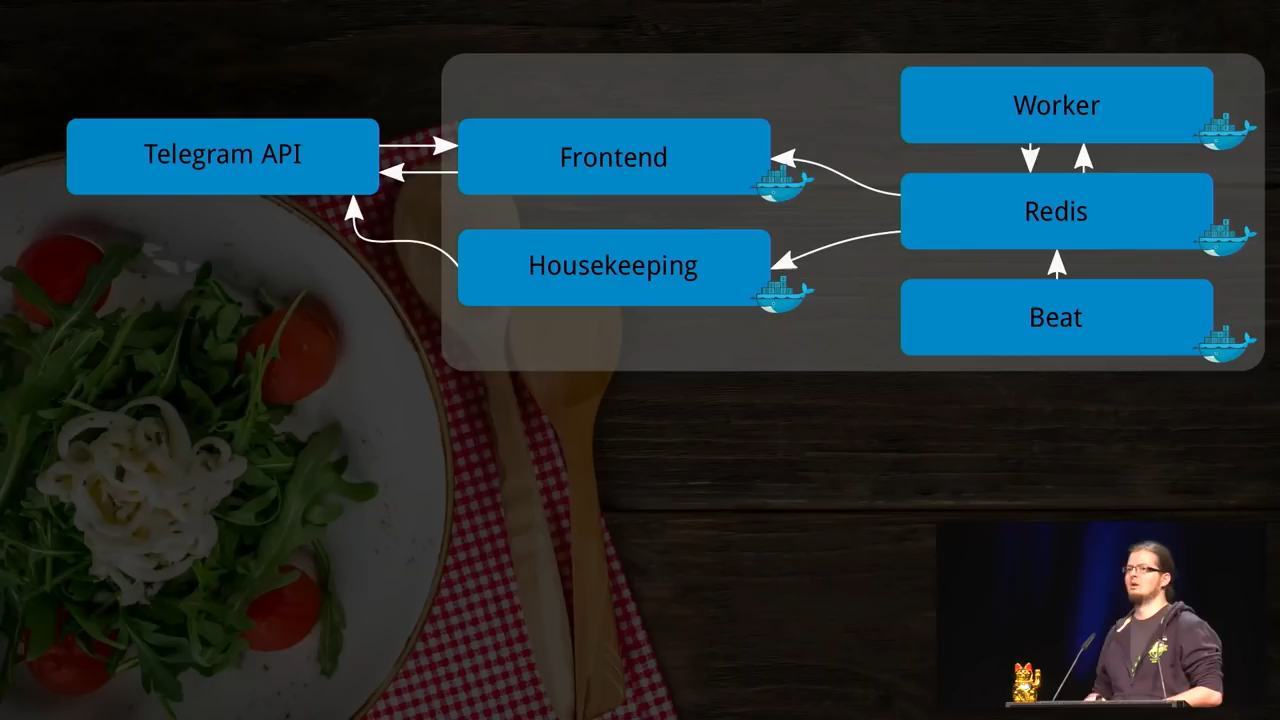 Telegram API
Frontend
Housekeeping
Worker
Redis
Beat